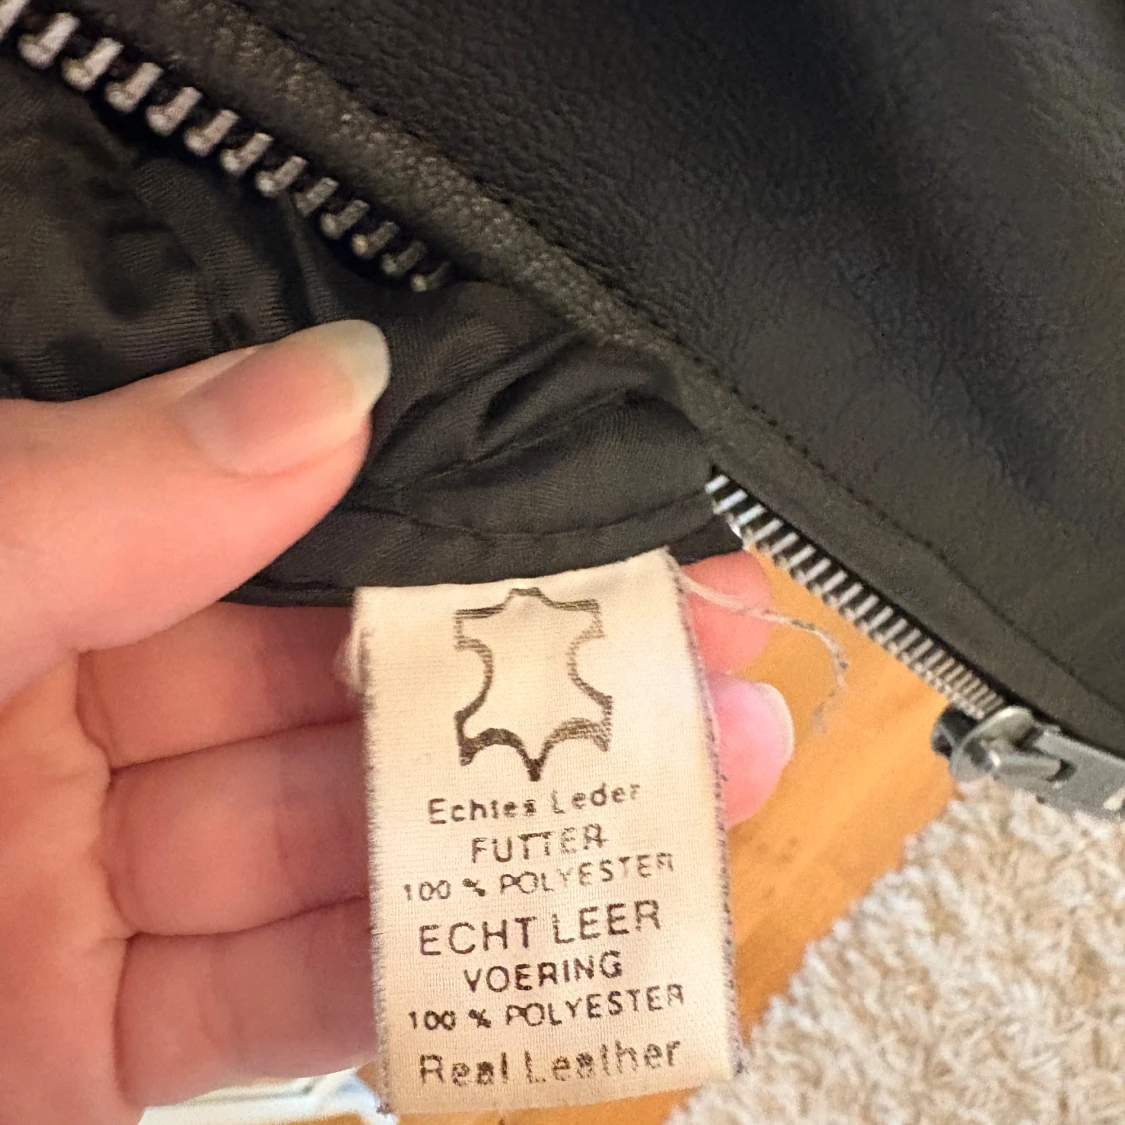 Echtes Leder
FUTTER
100 % POLYESTER
ECHT LEER
VOERING
100 % POLYESTER
Real Leather